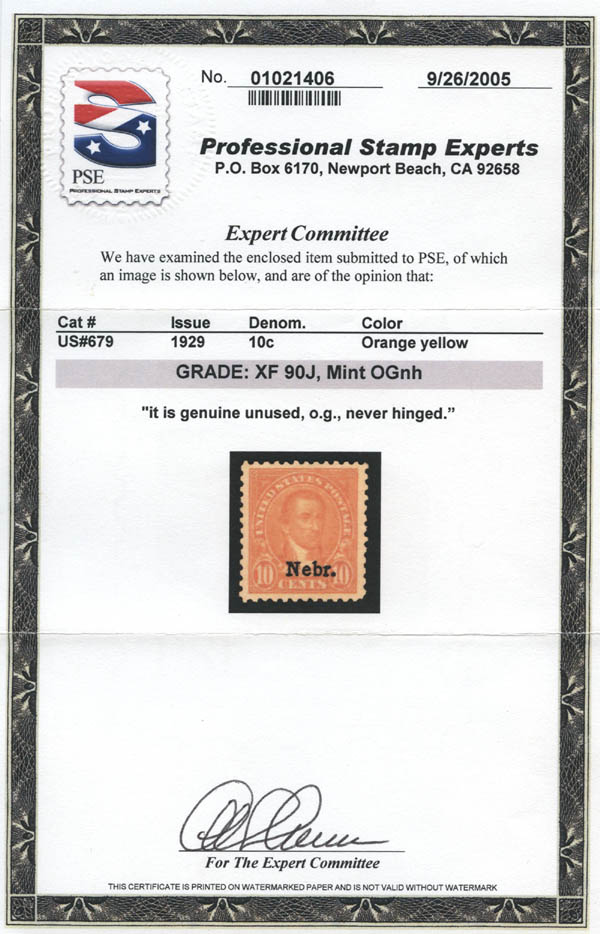 No. 01021406 9/26/2005
PSE
PROFESSIONAL STAMP EXPERTS
Professional Stamp Experts
P.O. Box 6170, Newport Beach, CA 92658
Expert Committee
We have examined the enclosed item submitted to PSE, of which
an image is shown below, and are of the opinion that:
Cat # Issue Denom. Color
US#679 1929 10c Orange yellow
GRADE: XF 90J, Mint OGnh
"it is genuine unused, o.g., never hinged."
UNITED STATES POSTAGE
Nebr.
10 10
CENTS
For The Expert Committee
THIS CERTIFICATE IS PRINTED ON WATERMARKED PAPER AND IS NOT VALID WITHOUT WATERMARK